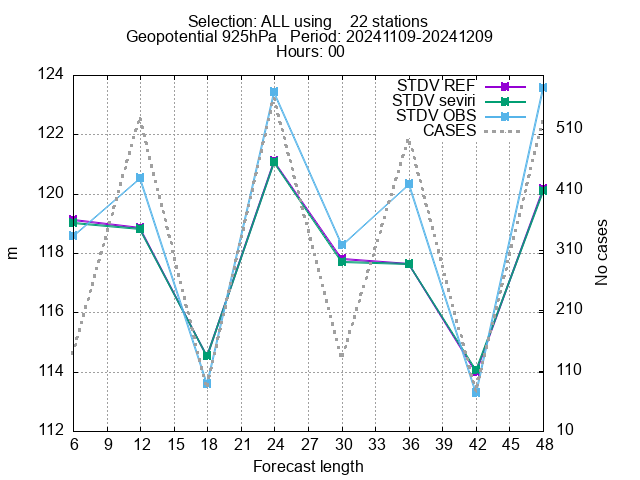 Selection: ALL using    22 stations
Geopotential 925hPa   Period: 20241109-20241209
Hours: 00
STDV REF
STDV seviri
STDV OBS
CASES
124
122
120
118
116
114
112
m
510
410
310
210
110
10
No cases
6 9 12 15 18 21 24 27 30 33 36 39 42 45 48
Forecast length